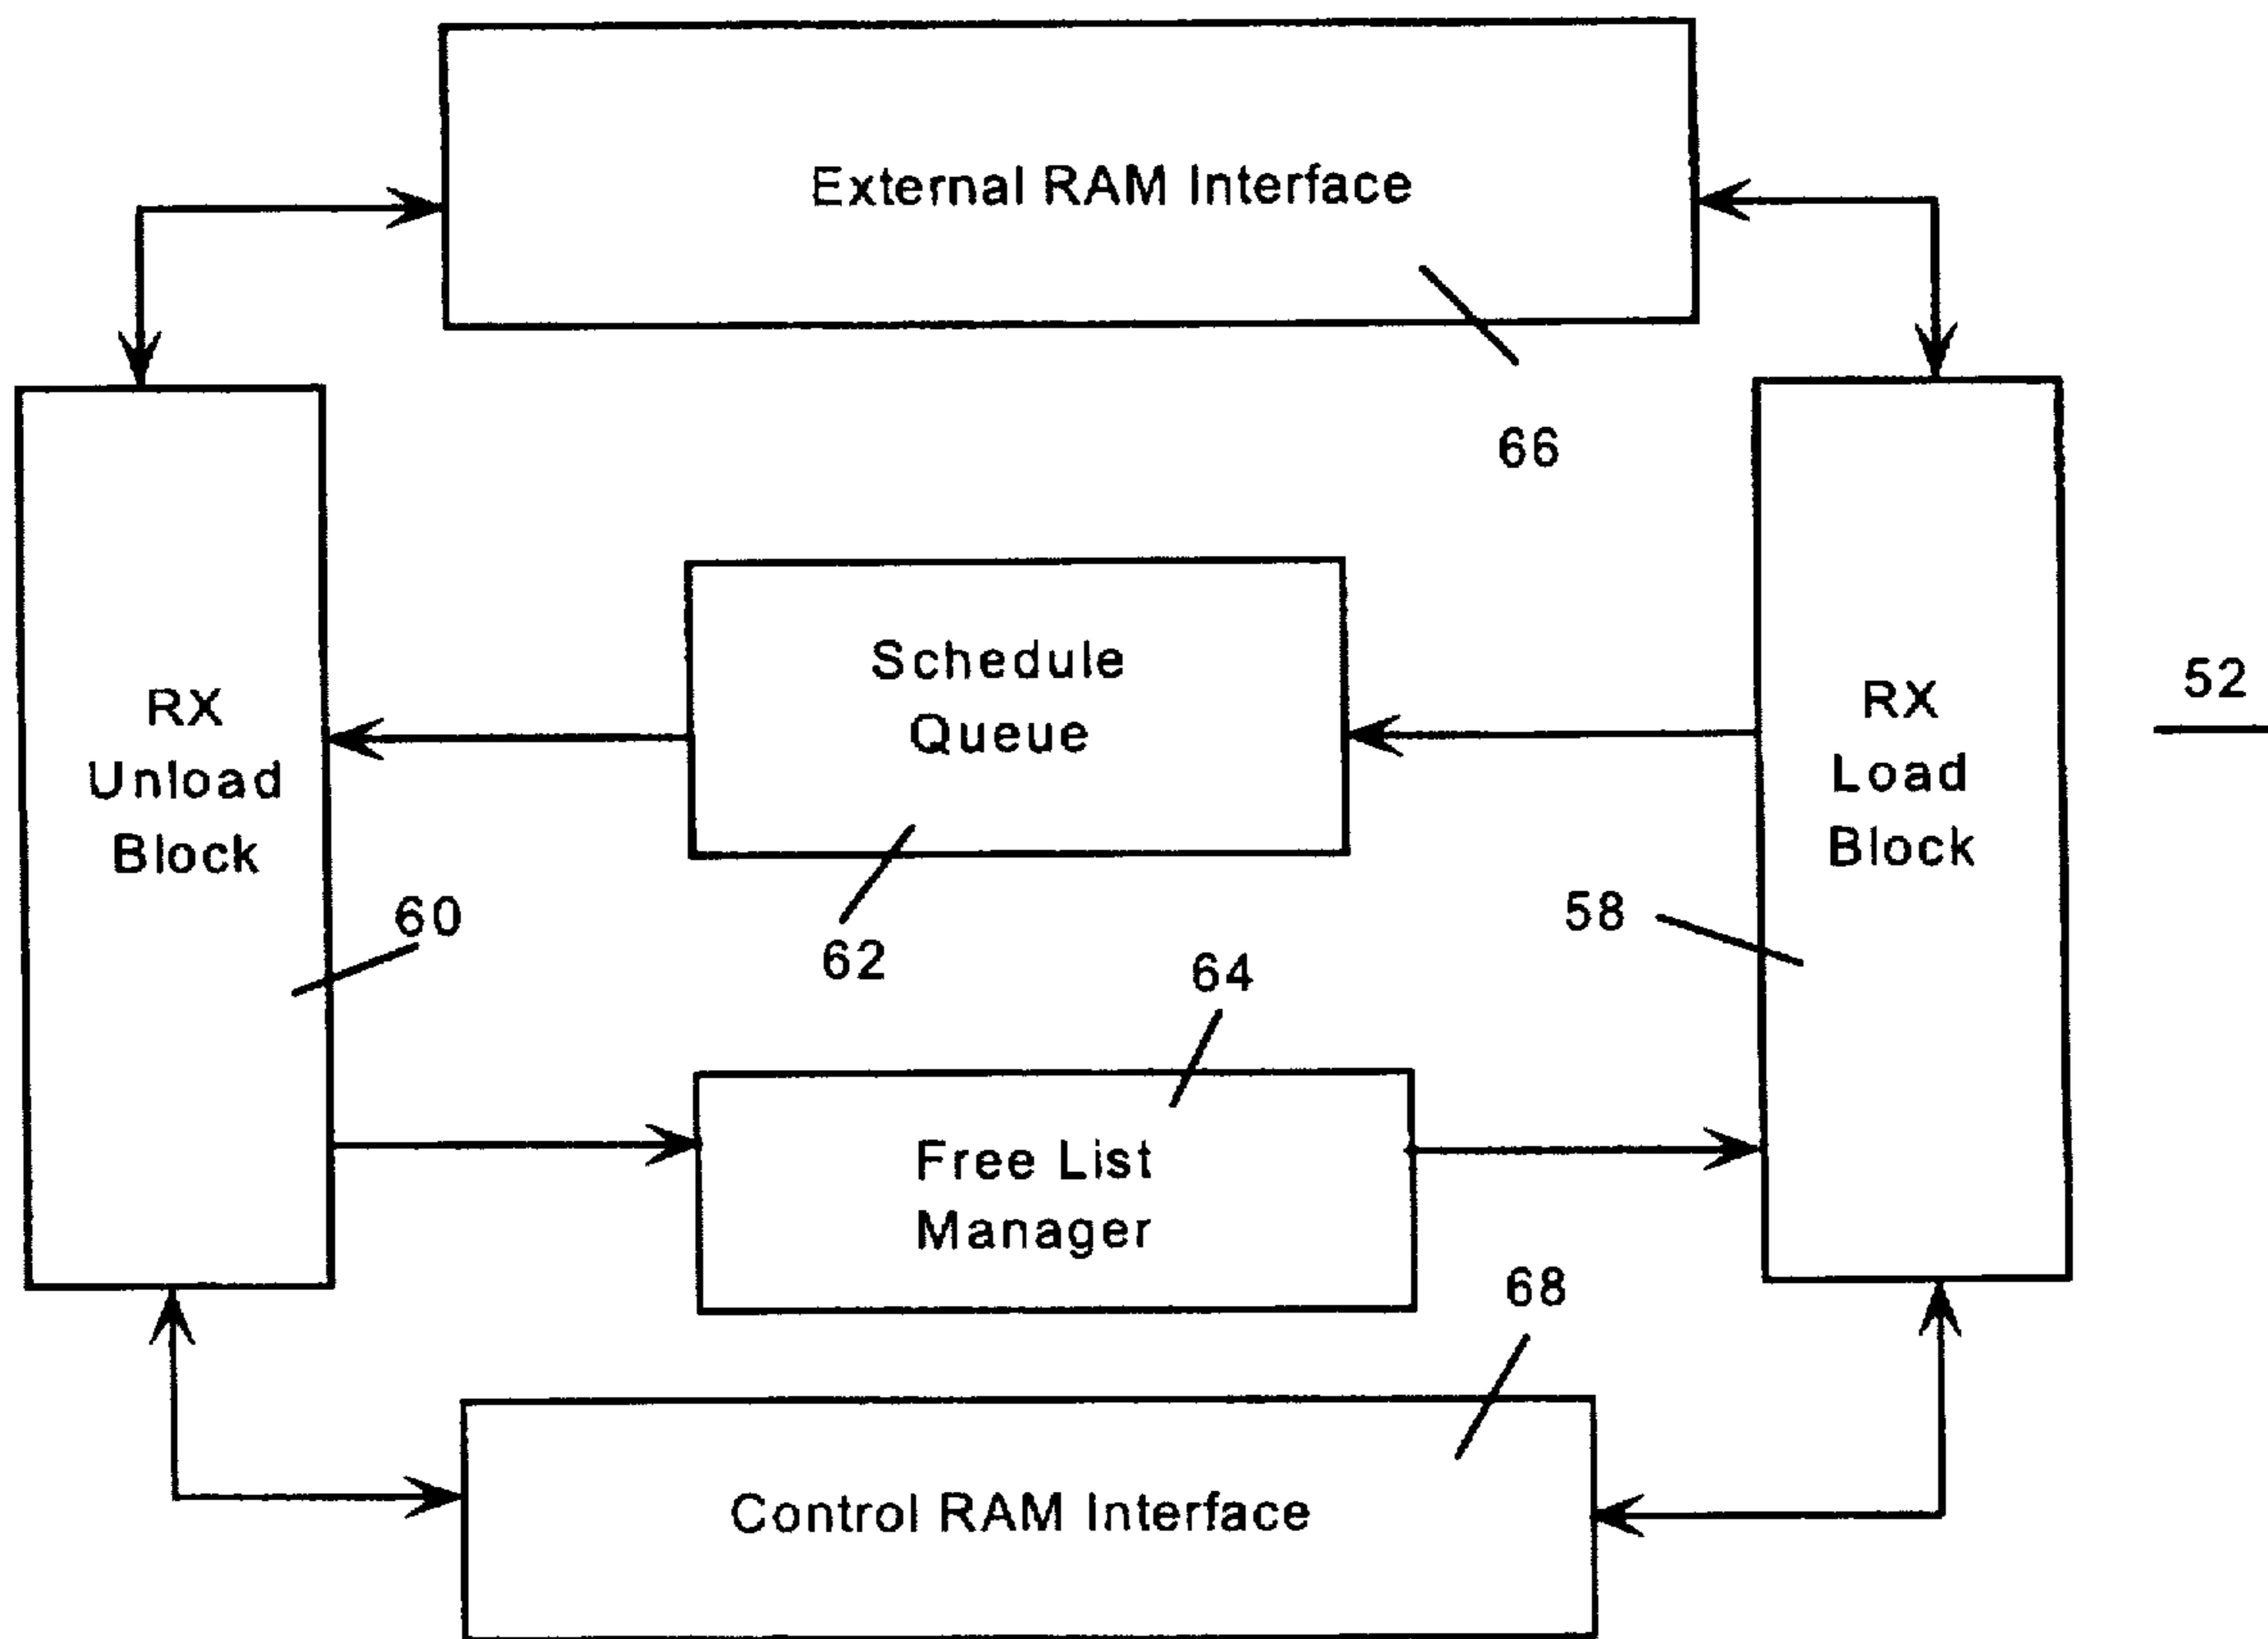 External RAM Interface
66
Schedule
Queue
62
RX
Unload
Block
60
RX
Load
Block
58
52
64
Free List
Manager
68
Control RAM Interface